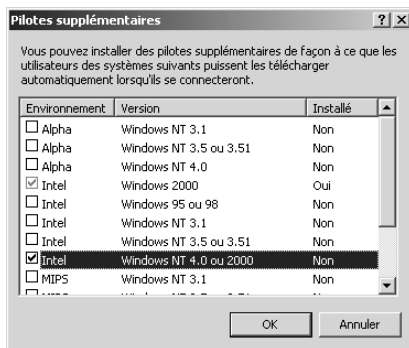 Pilotes supplémentaires
Vous pouvez installer des pilotes supplémentaires de façon à ce que les
utilisateurs des systèmes suivants puissent les télécharger
automatiquement lorsqu'ils se connecteront.
Environnement Version Installé
Alpha Windows NT 3.1 Non
Alpha Windows NT 3.5 ou 3.51 Non
Alpha Windows NT 4.0 Non
Intel Windows 2000 Oui
Intel Windows 95 ou 98 Non
Intel Windows NT 3.1 Non
Intel Windows NT 3.5 ou 3.51 Non
Intel Windows NT 4.0 ou 2000 Non
MIPS Windows NT 3.1 Non
OK Annuler